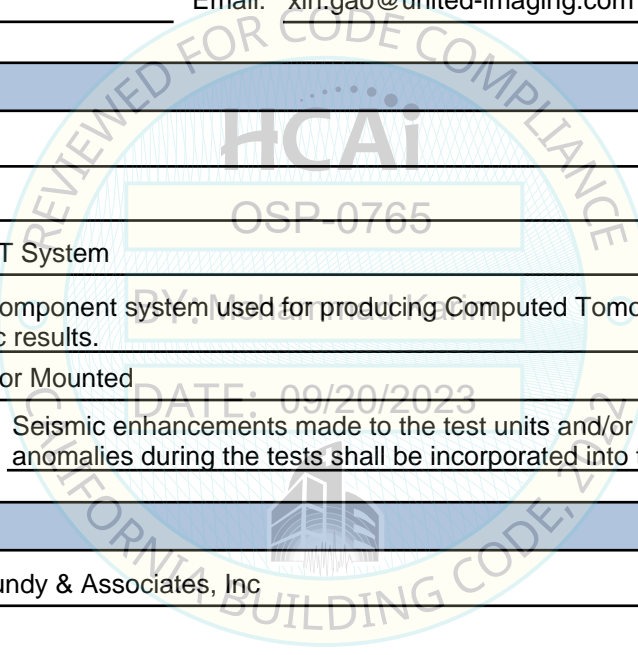 Email: xin.gao@united-imaging.com
REVIEWED FOR CODE COMPLIANCE
HCAi
OSP-0765
T System
omponent system used for producing Computed Tomo
BY: Mohammad Karim
c results.
or Mounted
DATE: 09/20/2023
Seismic enhancements made to the test units and/or
anomalies during the tests shall be incorporated into
undy & Associates, Inc
CALIFORNIA BUILDING CODE, 2022